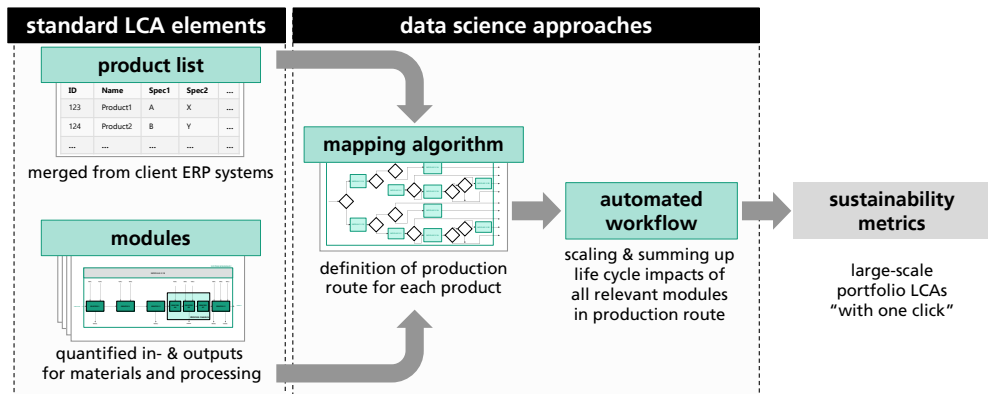 standard LCA elements
data science approaches
product list
ID Name Spec1 Spec2 ...
123 Product1 A X ...
124 Product2 B Y ...
... ... ... ... ...
merged from client ERP systems
modules
quantified in- & outputs
for materials and processing
mapping algorithm
definition of production
route for each product
automated
workflow
scaling & summing up
life cycle impacts of
all relevant modules
in production route
sustainability
metrics
large-scale
portfolio LCAs
“with one click”